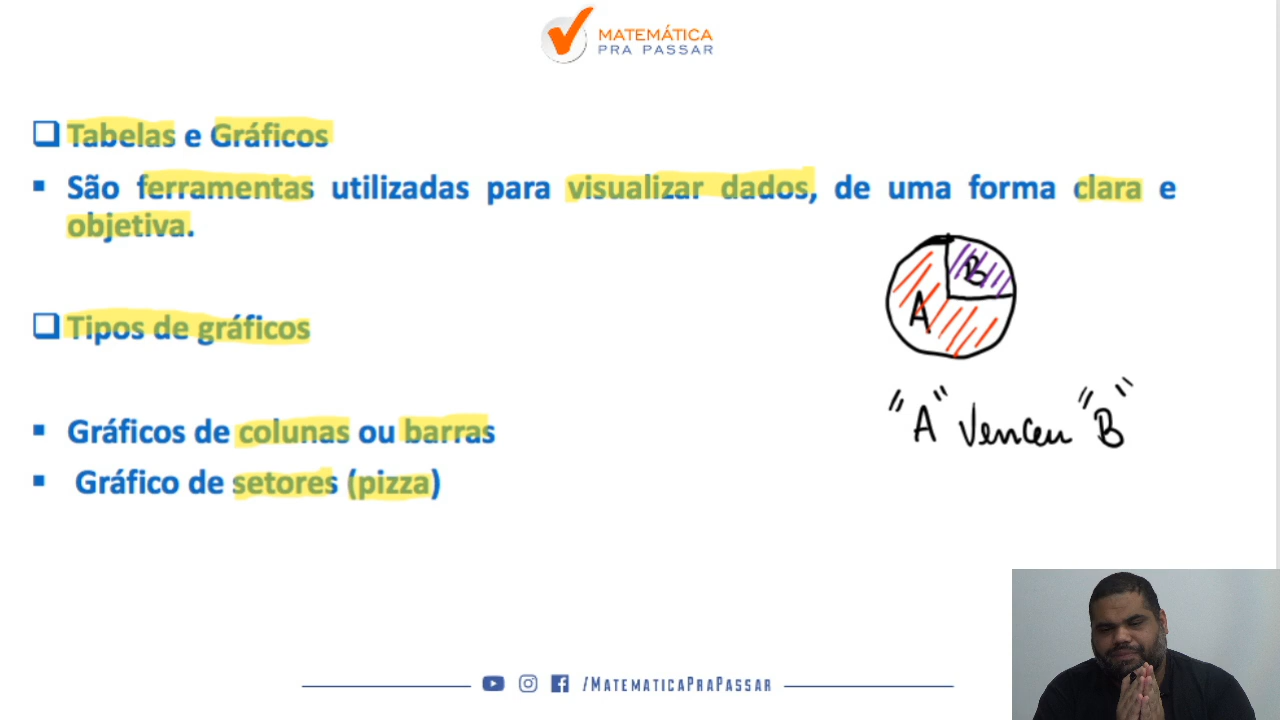 MATEMÁTICA
PRA PASSAR
Tabelas e Gráficos
São ferramentas utilizadas para visualizar dados, de uma forma clara e
objetiva.
B
A
Tipos de gráficos
"A" Venceu "B"
Gráficos de colunas ou barras
Gráfico de setores (pizza)
/MATEMATICAPRAPASSAR